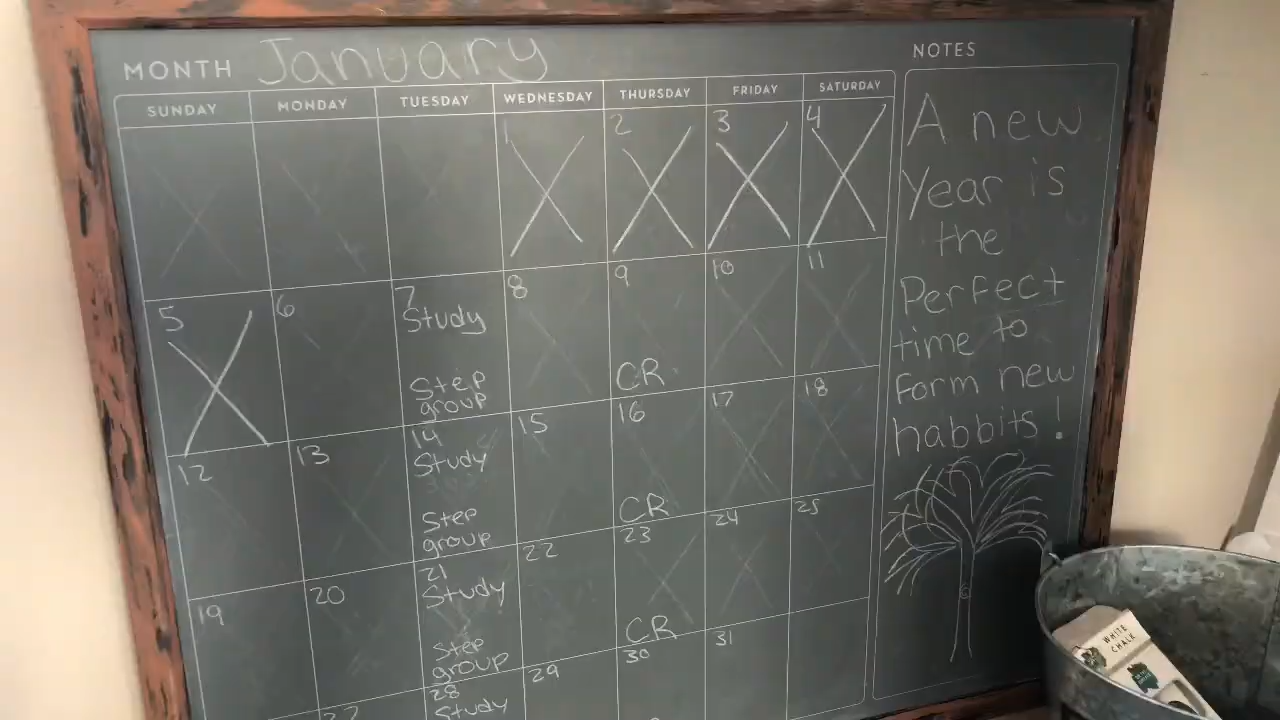 MONTH January
NOTES
SUNDAY MONDAY TUESDAY WEDNESDAY THURSDAY FRIDAY SATURDAY
1 2 3 4
5 6 7 8 9 10 11
Study
Step
group
CR
12 13 14 15 16 17 18
Study
Step
group
CR
19 20 21 22 23 24 25
Study
Step
group
CR
27 28 29 30 31
Study
A new
Year is
the
Perfect
time to
Form new
habbits!
WHITE
CHALK